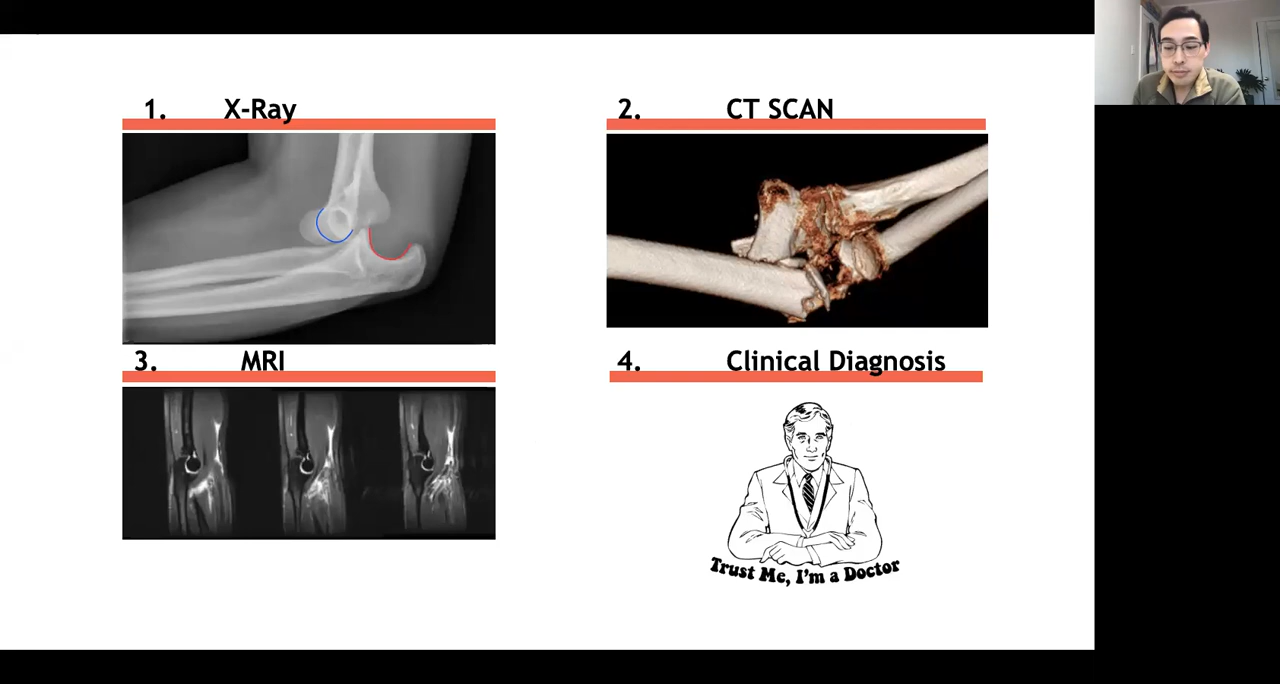 1. X-Ray
2. CT SCAN
3. MRI
4. Clinical Diagnosis
Trust Me, I'm a Doctor